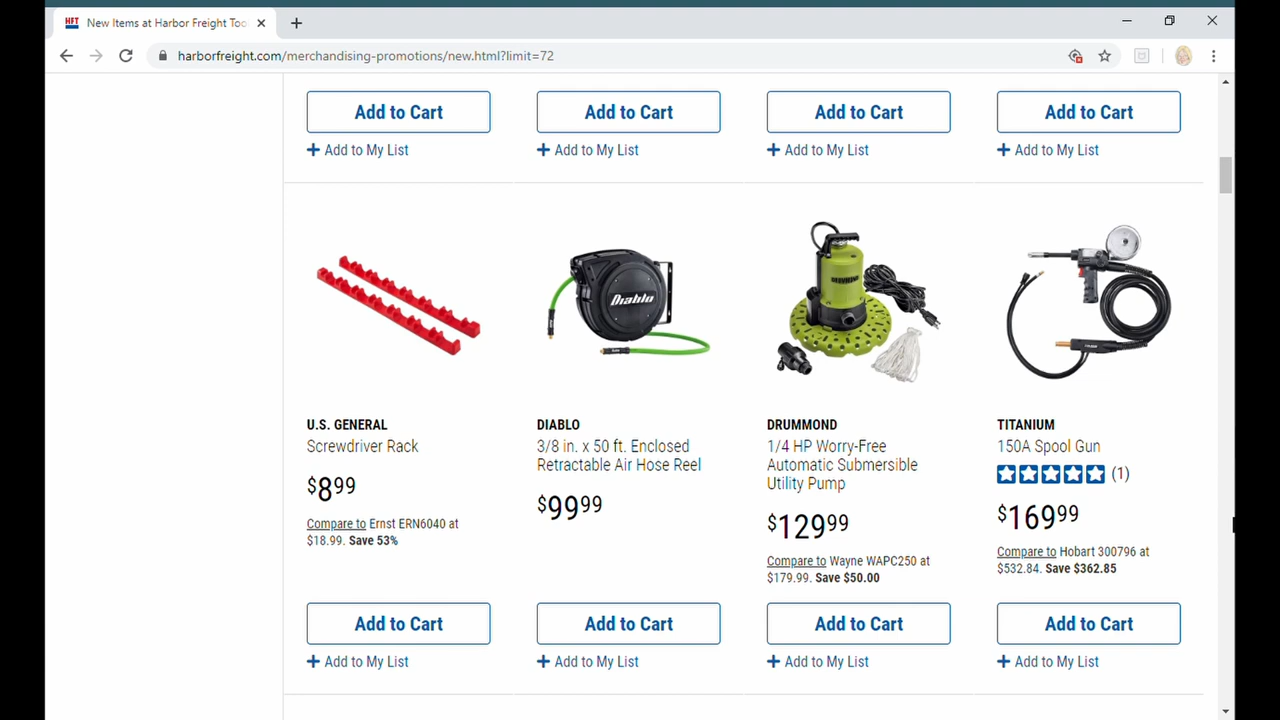 HFT New Items at Harbor Freight Too
harborfreight.com/merchandising-promotions/new.html?limit=72
Add to Cart
Add to Cart
Add to Cart
Add to Cart
+ Add to My List
+ Add to My List
+ Add to My List
+ Add to My List
Diablo
DRUMMOND
U.S. GENERAL
Screwdriver Rack
$8.99
Compare to Ernst ERN6040 at
$18.99. Save 53%
DIABLO
3/8 in. x 50 ft. Enclosed
Retractable Air Hose Reel
$99.99
DRUMMOND
1/4 HP Worry-Free
Automatic Submersible
Utility Pump
$129.99
Compare to Wayne WAPC250 at
$179.99. Save $50.00
TITANIUM
150A Spool Gun
(1)
$169.99
Compare to Hobart 300796 at
$532.84. Save $362.85
Add to Cart
Add to Cart
Add to Cart
Add to Cart
+ Add to My List
+ Add to My List
+ Add to My List
+ Add to My List